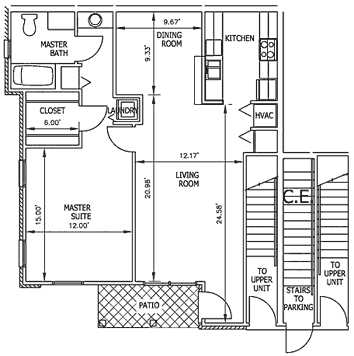 9.67'
DINING
ROOM
KITCHEN
MASTER
BATH
9.33'
CLOSET
6.00'
LAUNDRY
HVAC
12.17'
15.00'
20.98'
LIVING
ROOM
24.58'
MASTER
SUITE
12.00'
C.E.
TO
UPPER
UNIT
STAIRS
TO
PARKING
TO
UPPER
UNIT
PATIO